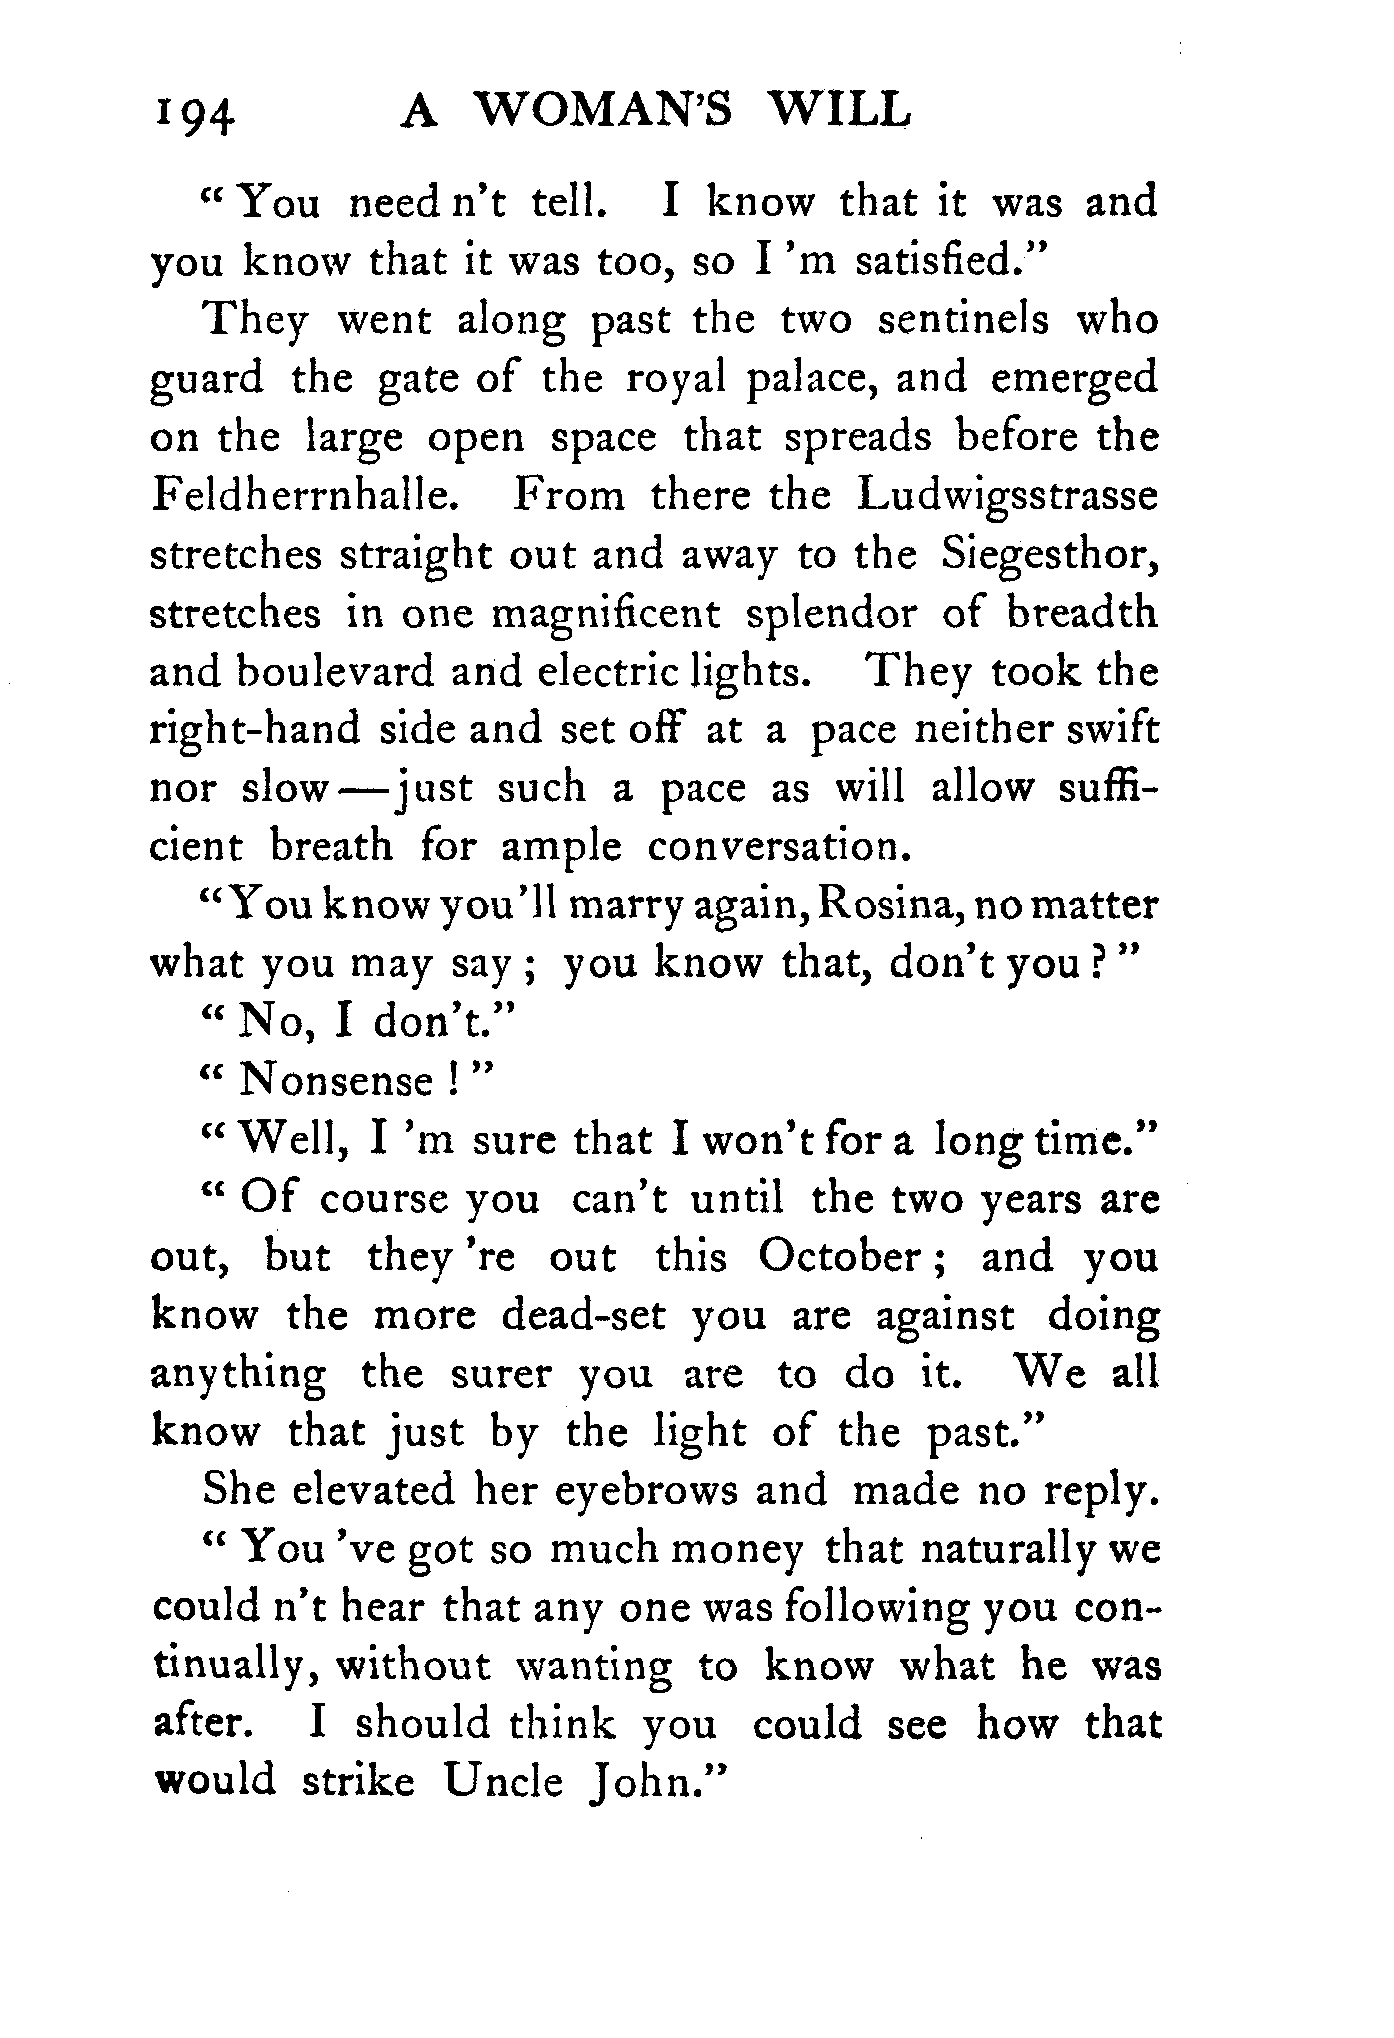 194 A WOMAN'S WILL
“ You need n't tell. I know that it was and
you know that it was too, so I 'm satisfied.”
They went along past the two sentinels who
guard the gate of the royal palace, and emerged
on the large open space that spreads before the
Feldherrnhalle. From there the Ludwigsstrasse
stretches straight out and away to the Siegesthor,
stretches in one magnificent splendor of breadth
and boulevard and electric lights. They took the
right-hand side and set off at a pace neither swift
nor slow—just such a pace as will allow suffi-
cient breath for ample conversation.
“You know you'll marry again, Rosina, no matter
what you may say ; you know that, don't you ? ”
“ No, I don't.”
“ Nonsense ! ”
“ Well, I 'm sure that I won't for a long time.”
“ Of course you can't until the two years are
out, but they 're out this October ; and you
know the more dead-set you are against doing
anything the surer you are to do it. We all
know that just by the light of the past.”
She elevated her eyebrows and made no reply.
“ You 've got so much money that naturally we
could n't hear that any one was following you con-
tinually, without wanting to know what he was
after. I should think you could see how that
would strike Uncle John.”